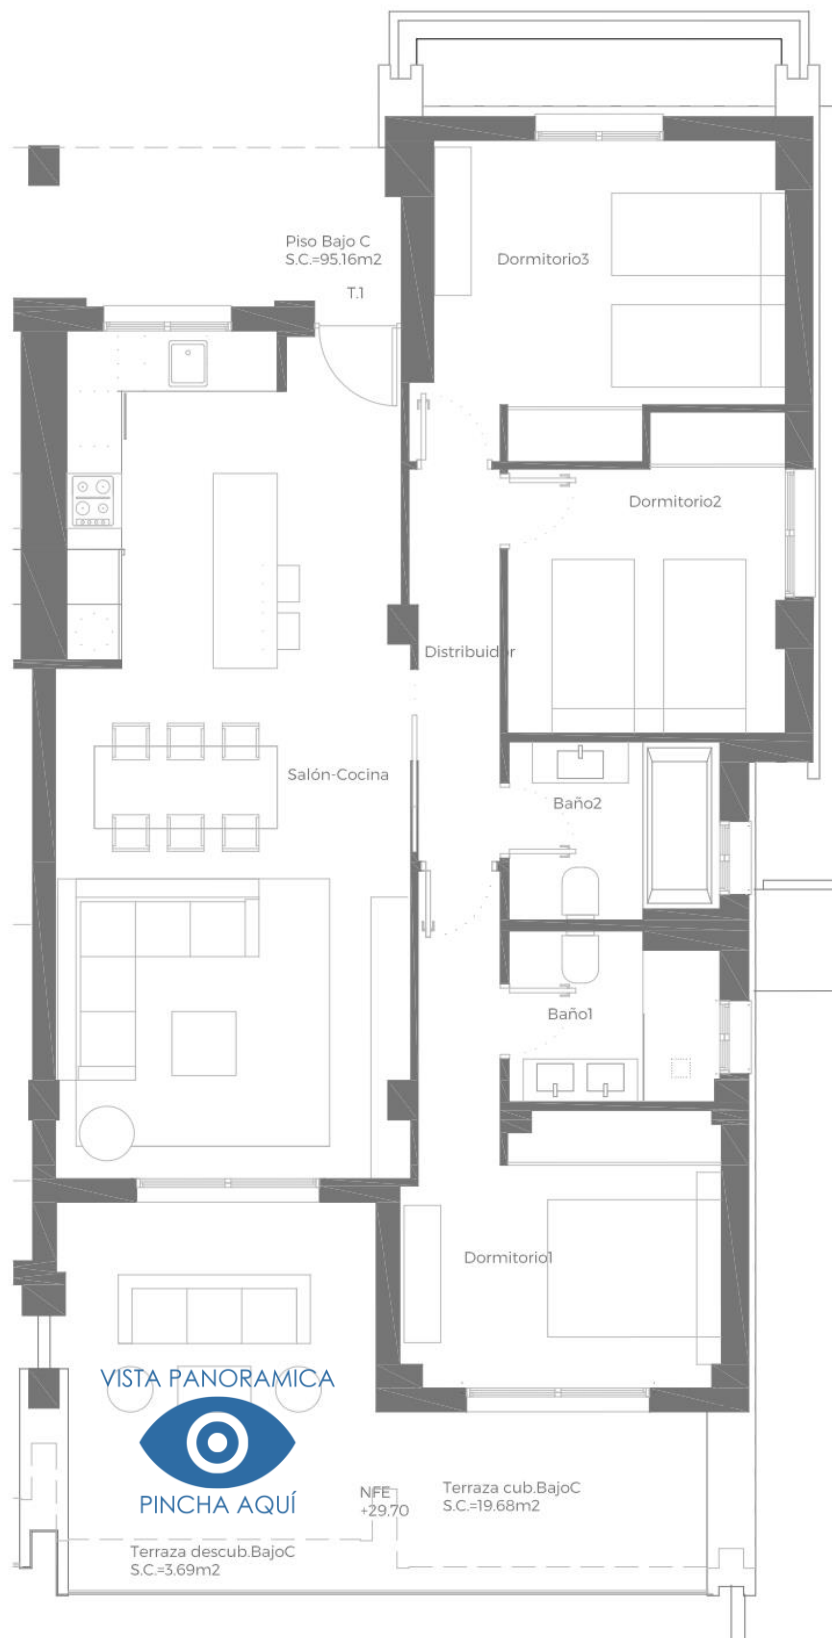 Piso Bajo C
S.C.=95.16m2
T.1
Dormitorio3
Dormitorio2
Distribuidor
Salón-Cocina
Baño2
Baño1
Dormitorio1
VISTA PANORAMICA
PINCHA AQUÍ
NFE
+29.70
Terraza cub.BajoC
S.C.=19.68m2
Terraza descub.BajoC
S.C.=3.69m2